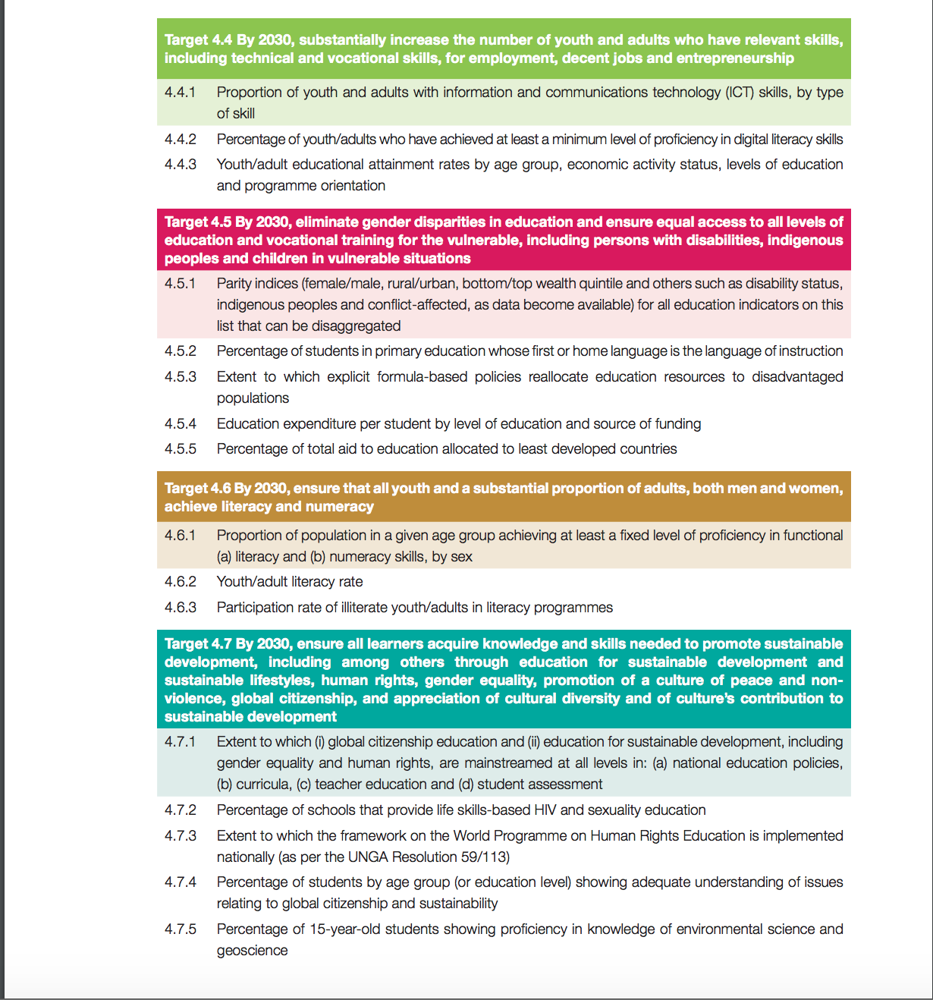 Target 4.4 By 2030, substantially increase the number of youth and adults who have relevant skills,
including technical and vocational skills, for employment, decent jobs and entrepreneurship
4.4.1 Proportion of youth and adults with information and communications technology (ICT) skills, by type
of skill
4.4.2 Percentage of youth/adults who have achieved at least a minimum level of proficiency in digital literacy skills
4.4.3 Youth/adult educational attainment rates by age group, economic activity status, levels of education
and programme orientation
Target 4.5 By 2030, eliminate gender disparities in education and ensure equal access to all levels of
education and vocational training for the vulnerable, including persons with disabilities, indigenous
peoples and children in vulnerable situations
4.5.1 Parity indices (female/male, rural/urban, bottom/top wealth quintile and others such as disability status,
indigenous peoples and conflict-affected, as data become available) for all education indicators on this
list that can be disaggregated
4.5.2 Percentage of students in primary education whose first or home language is the language of instruction
4.5.3 Extent to which explicit formula-based policies reallocate education resources to disadvantaged
populations
4.5.4 Education expenditure per student by level of education and source of funding
4.5.5 Percentage of total aid to education allocated to least developed countries
Target 4.6 By 2030, ensure that all youth and a substantial proportion of adults, both men and women,
achieve literacy and numeracy
4.6.1 Proportion of population in a given age group achieving at least a fixed level of proficiency in functional
(a) literacy and (b) numeracy skills, by sex
4.6.2 Youth/adult literacy rate
4.6.3 Participation rate of illiterate youth/adults in literacy programmes
Target 4.7 By 2030, ensure all learners acquire knowledge and skills needed to promote sustainable
development, including among others through education for sustainable development and
sustainable lifestyles, human rights, gender equality, promotion of a culture of peace and non-
violence, global citizenship, and appreciation of cultural diversity and of culture's contribution to
sustainable development
4.7.1 Extent to which (i) global citizenship education and (ii) education for sustainable development, including
gender equality and human rights, are mainstreamed at all levels in: (a) national education policies,
(b) curricula, (c) teacher education and (d) student assessment
4.7.2 Percentage of schools that provide life skills-based HIV and sexuality education
4.7.3 Extent to which the framework on the World Programme on Human Rights Education is implemented
nationally (as per the UNGA Resolution 59/113)
4.7.4 Percentage of students by age group (or education level) showing adequate understanding of issues
relating to global citizenship and sustainability
4.7.5 Percentage of 15-year-old students showing proficiency in knowledge of environmental science and
geoscience